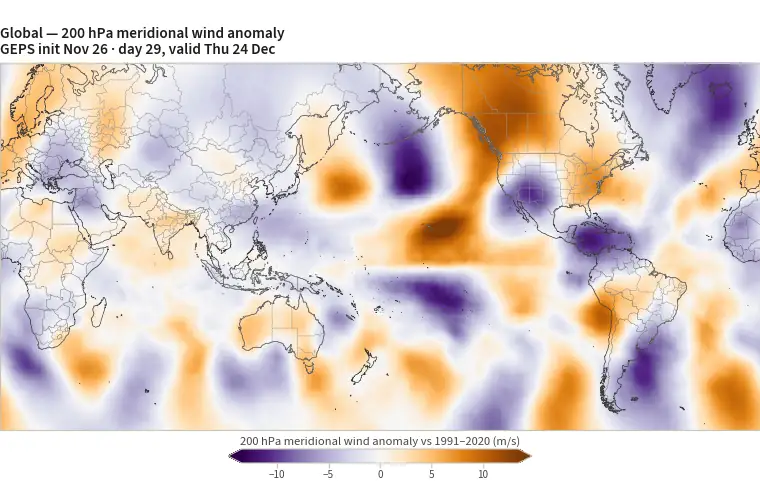 Global — 200 hPa meridional wind anomaly
GEPS init Nov 26 · day 29, valid Thu 24 Dec
200 hPa meridional wind anomaly vs 1991–2020 (m/s)
−10 −5 0 5 10